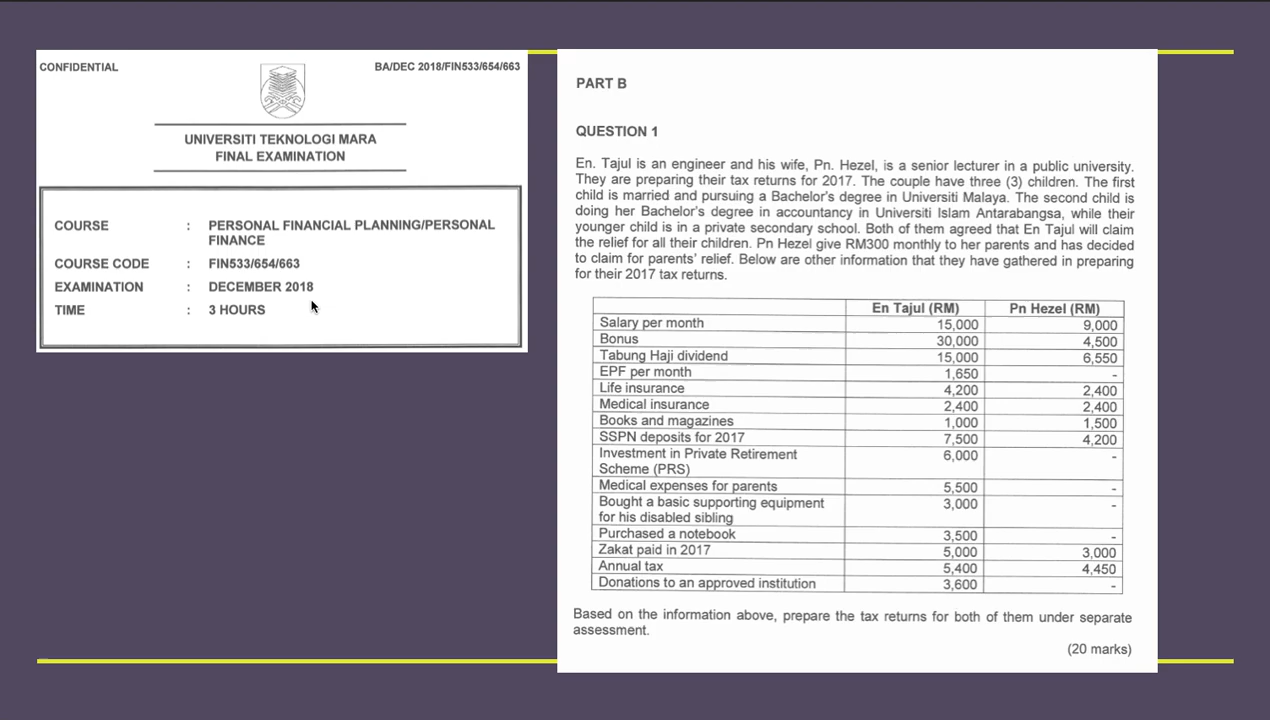 CONFIDENTIAL
BA/DEC 2018/FIN533/654/663
UNIVERSITI TEKNOLOGI MARA
FINAL EXAMINATION
COURSE : PERSONAL FINANCIAL PLANNING/PERSONAL
FINANCE
COURSE CODE : FIN533/654/663
EXAMINATION : DECEMBER 2018
TIME : 3 HOURS
PART B
QUESTION 1
En. Tajul is an engineer and his wife, Pn. Hezel, is a senior lecturer in a public university.
They are preparing their tax returns for 2017. The couple have three (3) children. The first
child is married and pursuing a Bachelor's degree in Universiti Malaya. The second child is
doing her Bachelor's degree in accountancy in Universiti Islam Antarabangsa, while their
younger child is in a private secondary school. Both of them agreed that En Tajul will claim
the relief for all their children. Pn Hezel give RM300 monthly to her parents and has decided
to claim for parents' relief. Below are other information that they have gathered in preparing
for their 2017 tax returns.
En Tajul (RM) Pn Hezel (RM)
Salary per month 15,000 9,000
Bonus 30,000 4,500
Tabung Haji dividend 15,000 6,550
EPF per month 1,650 -
Life insurance 4,200 2,400
Medical insurance 2,400 2,400
Books and magazines 1,000 1,500
SSPN deposits for 2017 7,500 4,200
Investment in Private Retirement 6,000 -
Scheme (PRS)
Medical expenses for parents 5,500 -
Bought a basic supporting equipment 3,000 -
for his disabled sibling
Purchased a notebook 3,500 -
Zakat paid in 2017 5,000 3,000
Annual tax 5,400 4,450
Donations to an approved institution 3,600 -
Based on the information above, prepare the tax returns for both of them under separate
assessment.
(20 marks)